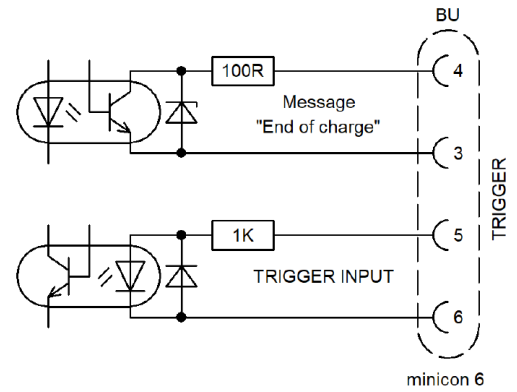 BU
100R
4
Message
"End of charge"
3
TRIGGER
1K
5
TRIGGER INPUT
6
minicon 6